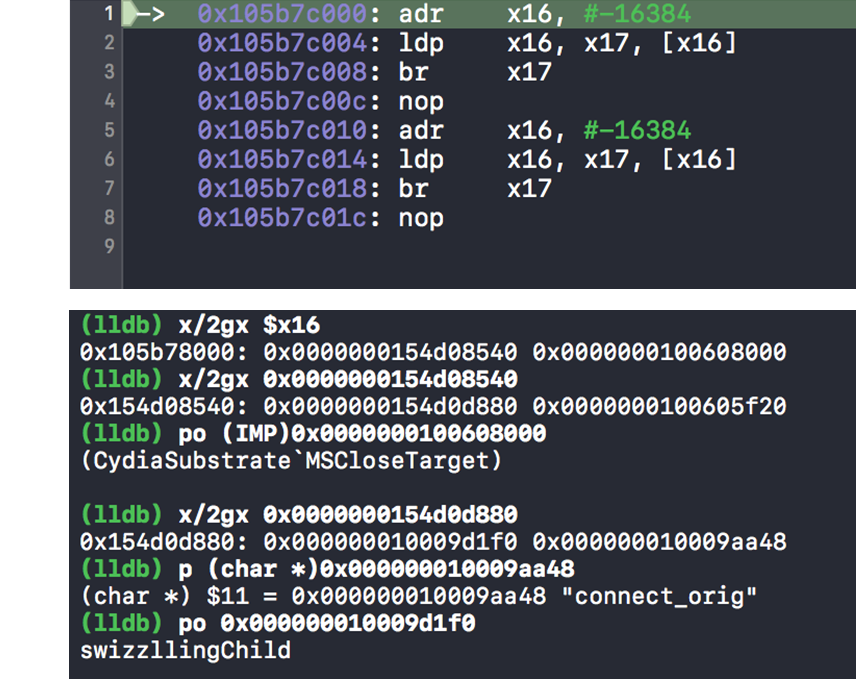 1 -> 0x105b7c000: adr x16, #-16384
2 0x105b7c004: ldp x16, x17, [x16]
3 0x105b7c008: br x17
4 0x105b7c00c: nop
5 0x105b7c010: adr x16, #-16384
6 0x105b7c014: ldp x16, x17, [x16]
7 0x105b7c018: br x17
8 0x105b7c01c: nop
9
(lldb) x/2gx $x16
0x105b78000: 0x0000000154d08540 0x0000000100608000
(lldb) x/2gx 0x0000000154d08540
0x154d08540: 0x0000000154d0d880 0x0000000100605f20
(lldb) po (IMP)0x0000000100608000
(CydiaSubstrate`MSCloseTarget)
(lldb) x/2gx 0x0000000154d0d880
0x154d0d880: 0x000000010009d1f0 0x000000010009aa48
(lldb) p (char *)0x000000010009aa48
(char *) $11 = 0x000000010009aa48 "connect_orig"
(lldb) po 0x000000010009d1f0
swizzllingChild